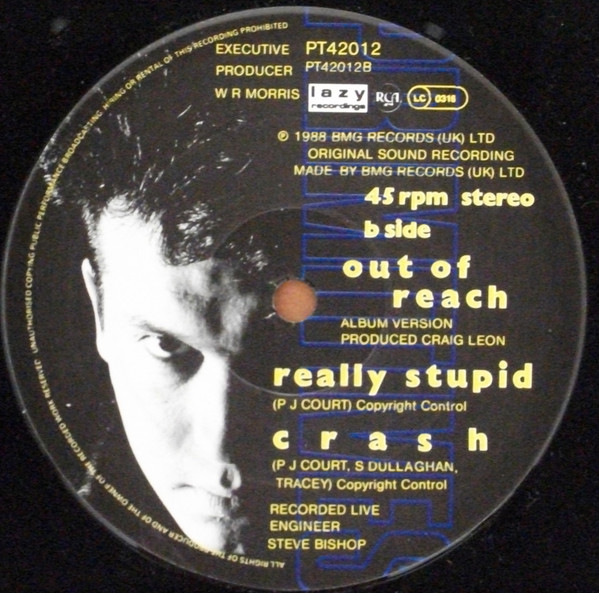 EXECUTIVE PT42012
PRODUCER PT42012B
W R MORRIS lazy recordings RCA LC 0316
℗ 1988 BMG RECORDS (UK) LTD
ORIGINAL SOUND RECORDING
MADE BY BMG RECORDS (UK) LTD
45 rpm stereo
b side
out of
reach
ALBUM VERSION
PRODUCED CRAIG LEON
really stupid
(P J COURT) Copyright Control
crash
(P J COURT, S DULLAGHAN,
TRACEY) Copyright Control
RECORDED LIVE
ENGINEER
STEVE BISHOP
ALL RIGHTS OF THE PRODUCER AND OF THE OWNER OF THE RECORDED WORK RESERVED UNAUTHORISED COPYING PUBLIC PERFORMANCE BROADCASTING HIRING OR RENTAL OF THIS RECORDING PROHIBITED